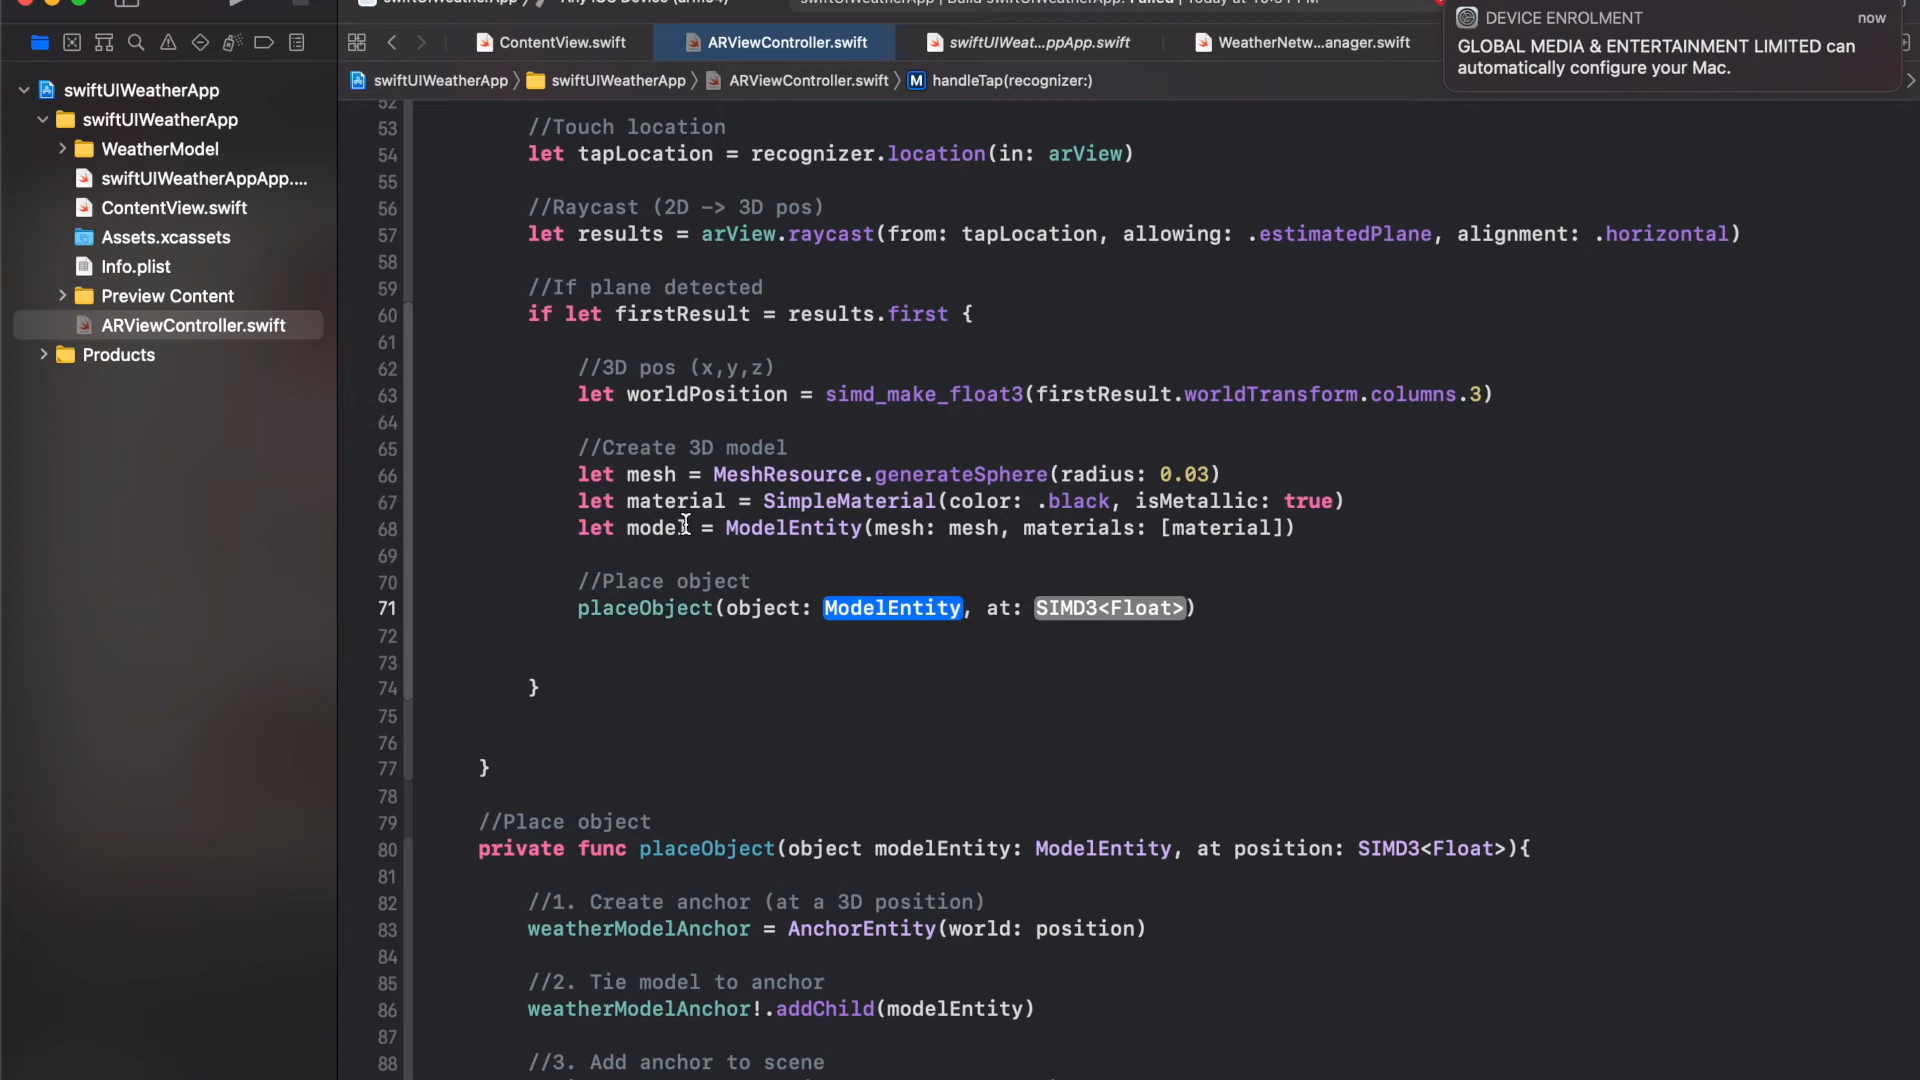 DEVICE ENROLMENT
now
GLOBAL MEDIA & ENTERTAINMENT LIMITED can
automatically configure your Mac.
ContentView.swift
ARViewController.swift
swiftUIWeat...ppApp.swift
WeatherNetw...anager.swift
swiftUIWeatherApp
swiftUIWeatherApp
ARViewController.swift
M
handleTap(recognizer:)
swiftUIWeatherApp
swiftUIWeatherApp
WeatherModel
swiftUIWeatherAppApp....
ContentView.swift
Assets.xcassets
Info.plist
Preview Content
ARViewController.swift
Products
52
53 //Touch location
54 let tapLocation = recognizer.location(in: arView)
55
56 //Raycast (2D -> 3D pos)
57 let results = arView.raycast(from: tapLocation, allowing: .estimatedPlane, alignment: .horizontal)
58
59 //If plane detected
60 if let firstResult = results.first {
61
62 //3D pos (x,y,z)
63 let worldPosition = simd_make_float3(firstResult.worldTransform.columns.3)
64
65 //Create 3D model
66 let mesh = MeshResource.generateSphere(radius: 0.03)
67 let material = SimpleMaterial(color: .black, isMetallic: true)
68 let model = ModelEntity(mesh: mesh, materials: [material])
69
70 //Place object
71 placeObject(object: ModelEntity, at: SIMD3<Float>)
72
73
74 }
75
76
77 }
78
79 //Place object
80 private func placeObject(object modelEntity: ModelEntity, at position: SIMD3<Float>){
81
82 //1. Create anchor (at a 3D position)
83 weatherModelAnchor = AnchorEntity(world: position)
84
85 //2. Tie model to anchor
86 weatherModelAnchor!.addChild(modelEntity)
87
88 //3. Add anchor to scene